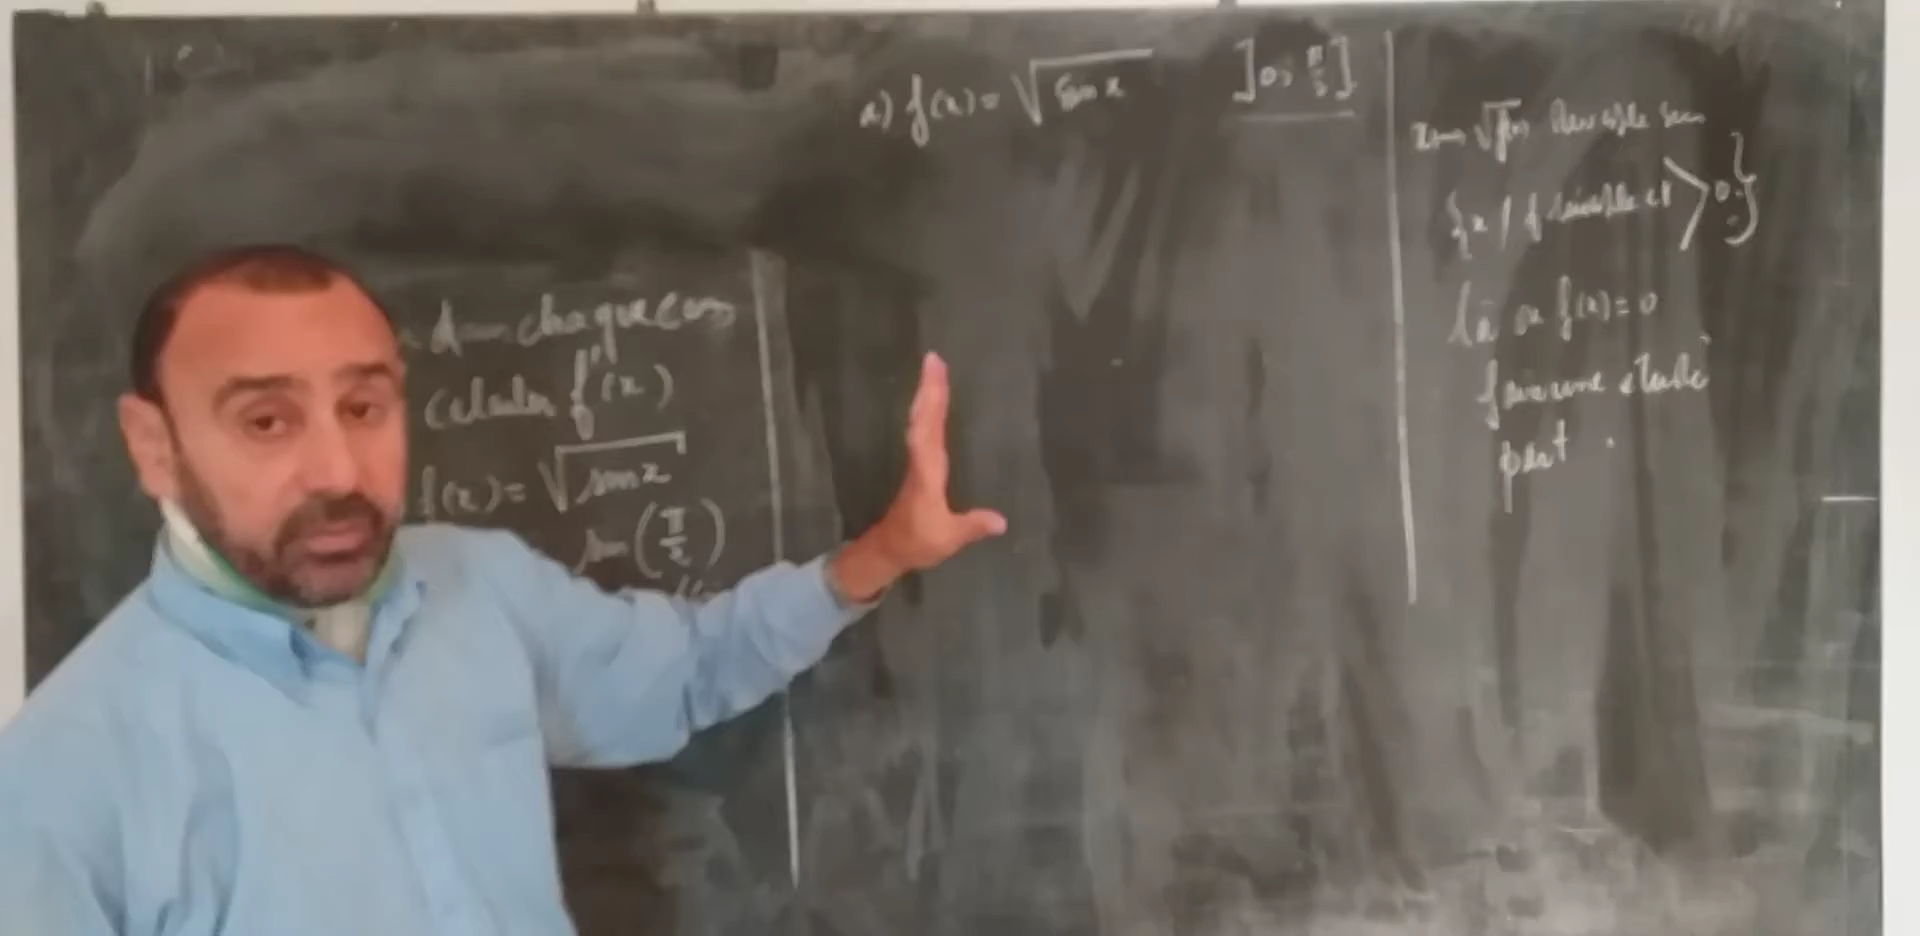 dans chaque cas
calculer f'(x)
f(x) = √sin x
sin(π/2)
a) f(x) = √sin x ]0, π/2]
x ↦ √f(x) dérivable sur
{x / f dérivable et > 0}
là où f(x) = 0
faire une étude
part.